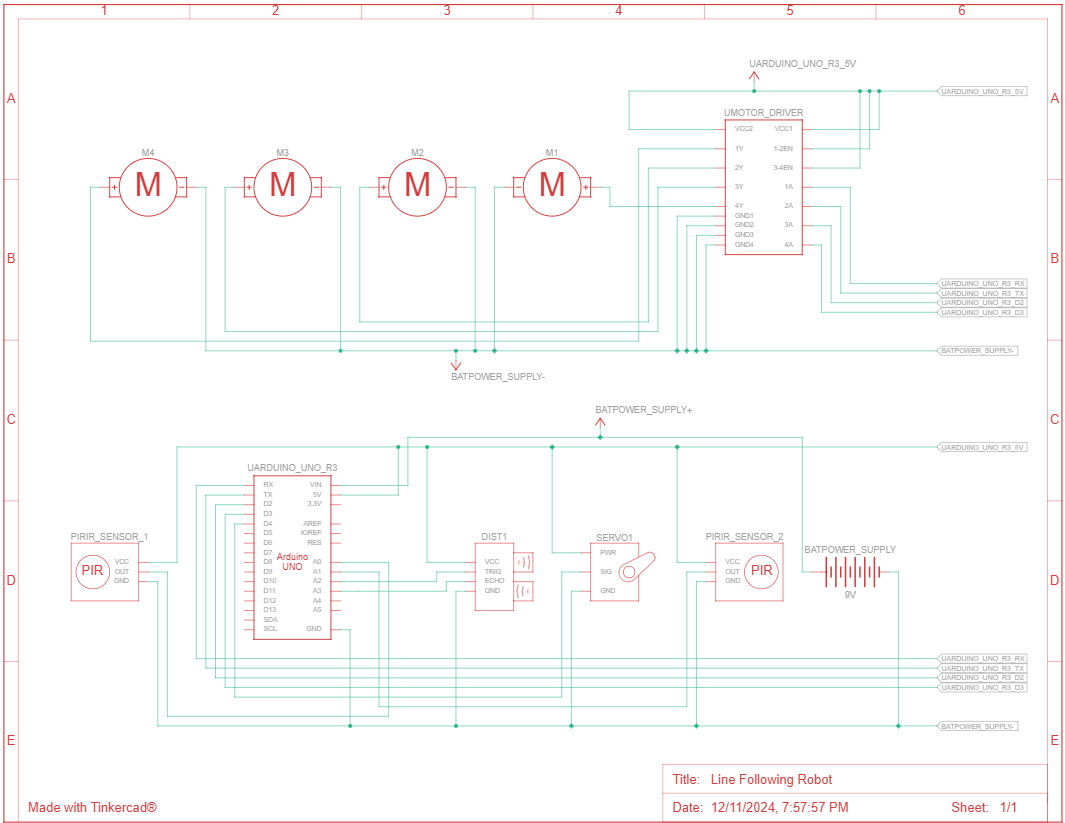 1 2 3 4 5 6
UARDUINO_UNO_R3_5V
UARDUINO_UNO_R3_5V
A A
UMOTOR_DRIVER
VCC2 VCC1
1Y 1-2EN
2Y 3-4EN
3Y 1A
4Y 2A
GND1
GND2 3A
GND3
GND4 4A
M4 M3 M2 M1
+ M - + M - + M - - M +
B B
UARDUINO_UNO_R3_RX
UARDUINO_UNO_R3_TX
UARDUINO_UNO_R3_D2
UARDUINO_UNO_R3_D3
BATPOWER_SUPPLY-
BATPOWER_SUPPLY-
BATPOWER_SUPPLY+
C C
UARDUINO_UNO_R3_5V
UARDUINO_UNO_R3
RX VIN
TX 5V
D2 3.3V
D3
D4 AREF
D5 IOREF
D6 RES
D7
D8 A0
D9 A1
D10 A2
D11 A3
D12 A4
D13 A5
SDA
SCL GND
Arduino
UNO
PIRIR_SENSOR_1
PIR
VCC
OUT
GND
DIST1
VCC
TRIG
ECHO
GND
SERVO1
PWR
SIG
GND
PIRIR_SENSOR_2
VCC
OUT
GND
PIR
BATPOWER_SUPPLY
9V
D D
UARDUINO_UNO_R3_RX
UARDUINO_UNO_R3_TX
UARDUINO_UNO_R3_D2
UARDUINO_UNO_R3_D3
BATPOWER_SUPPLY-
E E
Title: Line Following Robot
Made with Tinkercad®
Date: 12/11/2024, 7:57:57 PM Sheet: 1/1